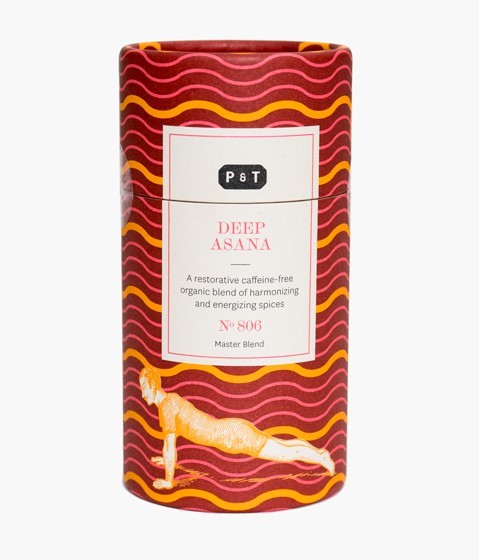 P & T
DEEP
ASANA
A restorative caffeine-free
organic blend of harmonizing
and energizing spices
Nº 806
Master Blend